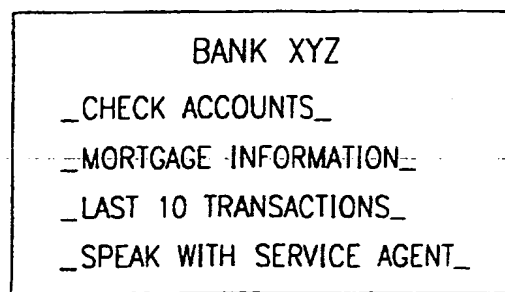 BANK XYZ
_CHECK ACCOUNTS_
_MORTGAGE INFORMATION_
_LAST 10 TRANSACTIONS_
_SPEAK WITH SERVICE AGENT_